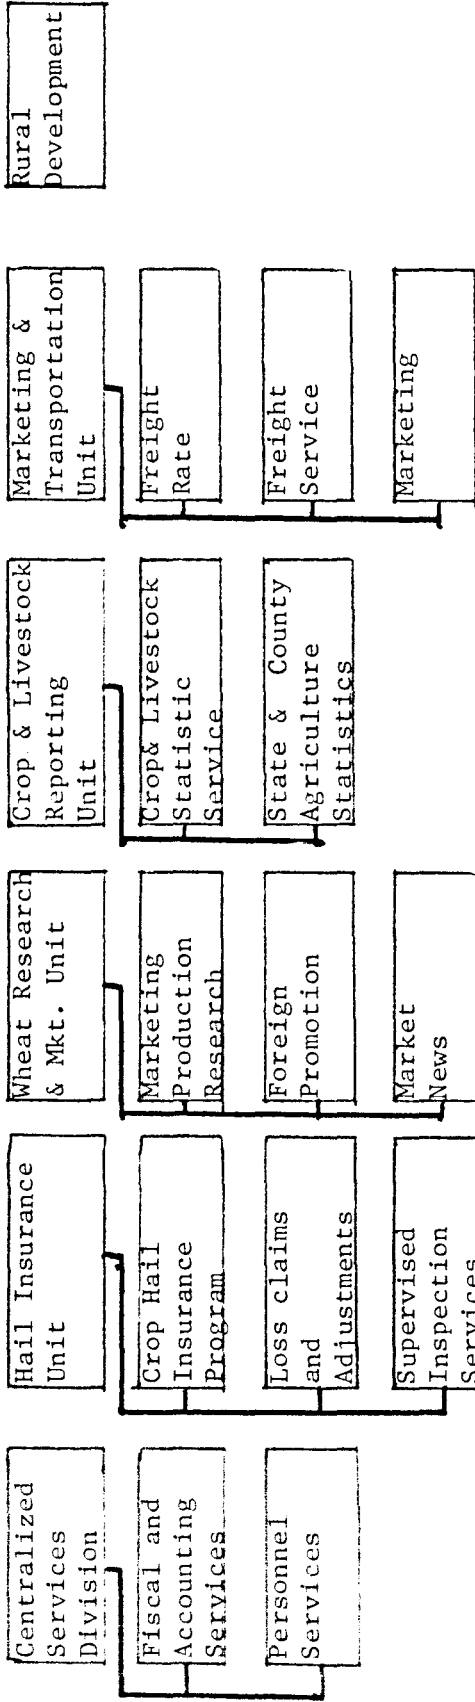 Centralized
Services
Division
Fiscal and
Accounting
Services
Personnel
Services
Hail Insurance
Unit
Crop Hail
Insurance
Program
Loss claims
and
Adjustments
Supervised
Inspection
Services
Wheat Research
& Mkt. Unit
Marketing
Production
Research
Foreign
Promotion
Market
News
Crop & Livestock
Reporting
Unit
Crop& Livestock
Statistic
Service
State & County
Agriculture
Statistics
Marketing &
Transportation
Unit
Freight
Rate
Freight
Service
Marketing
Rural
Development